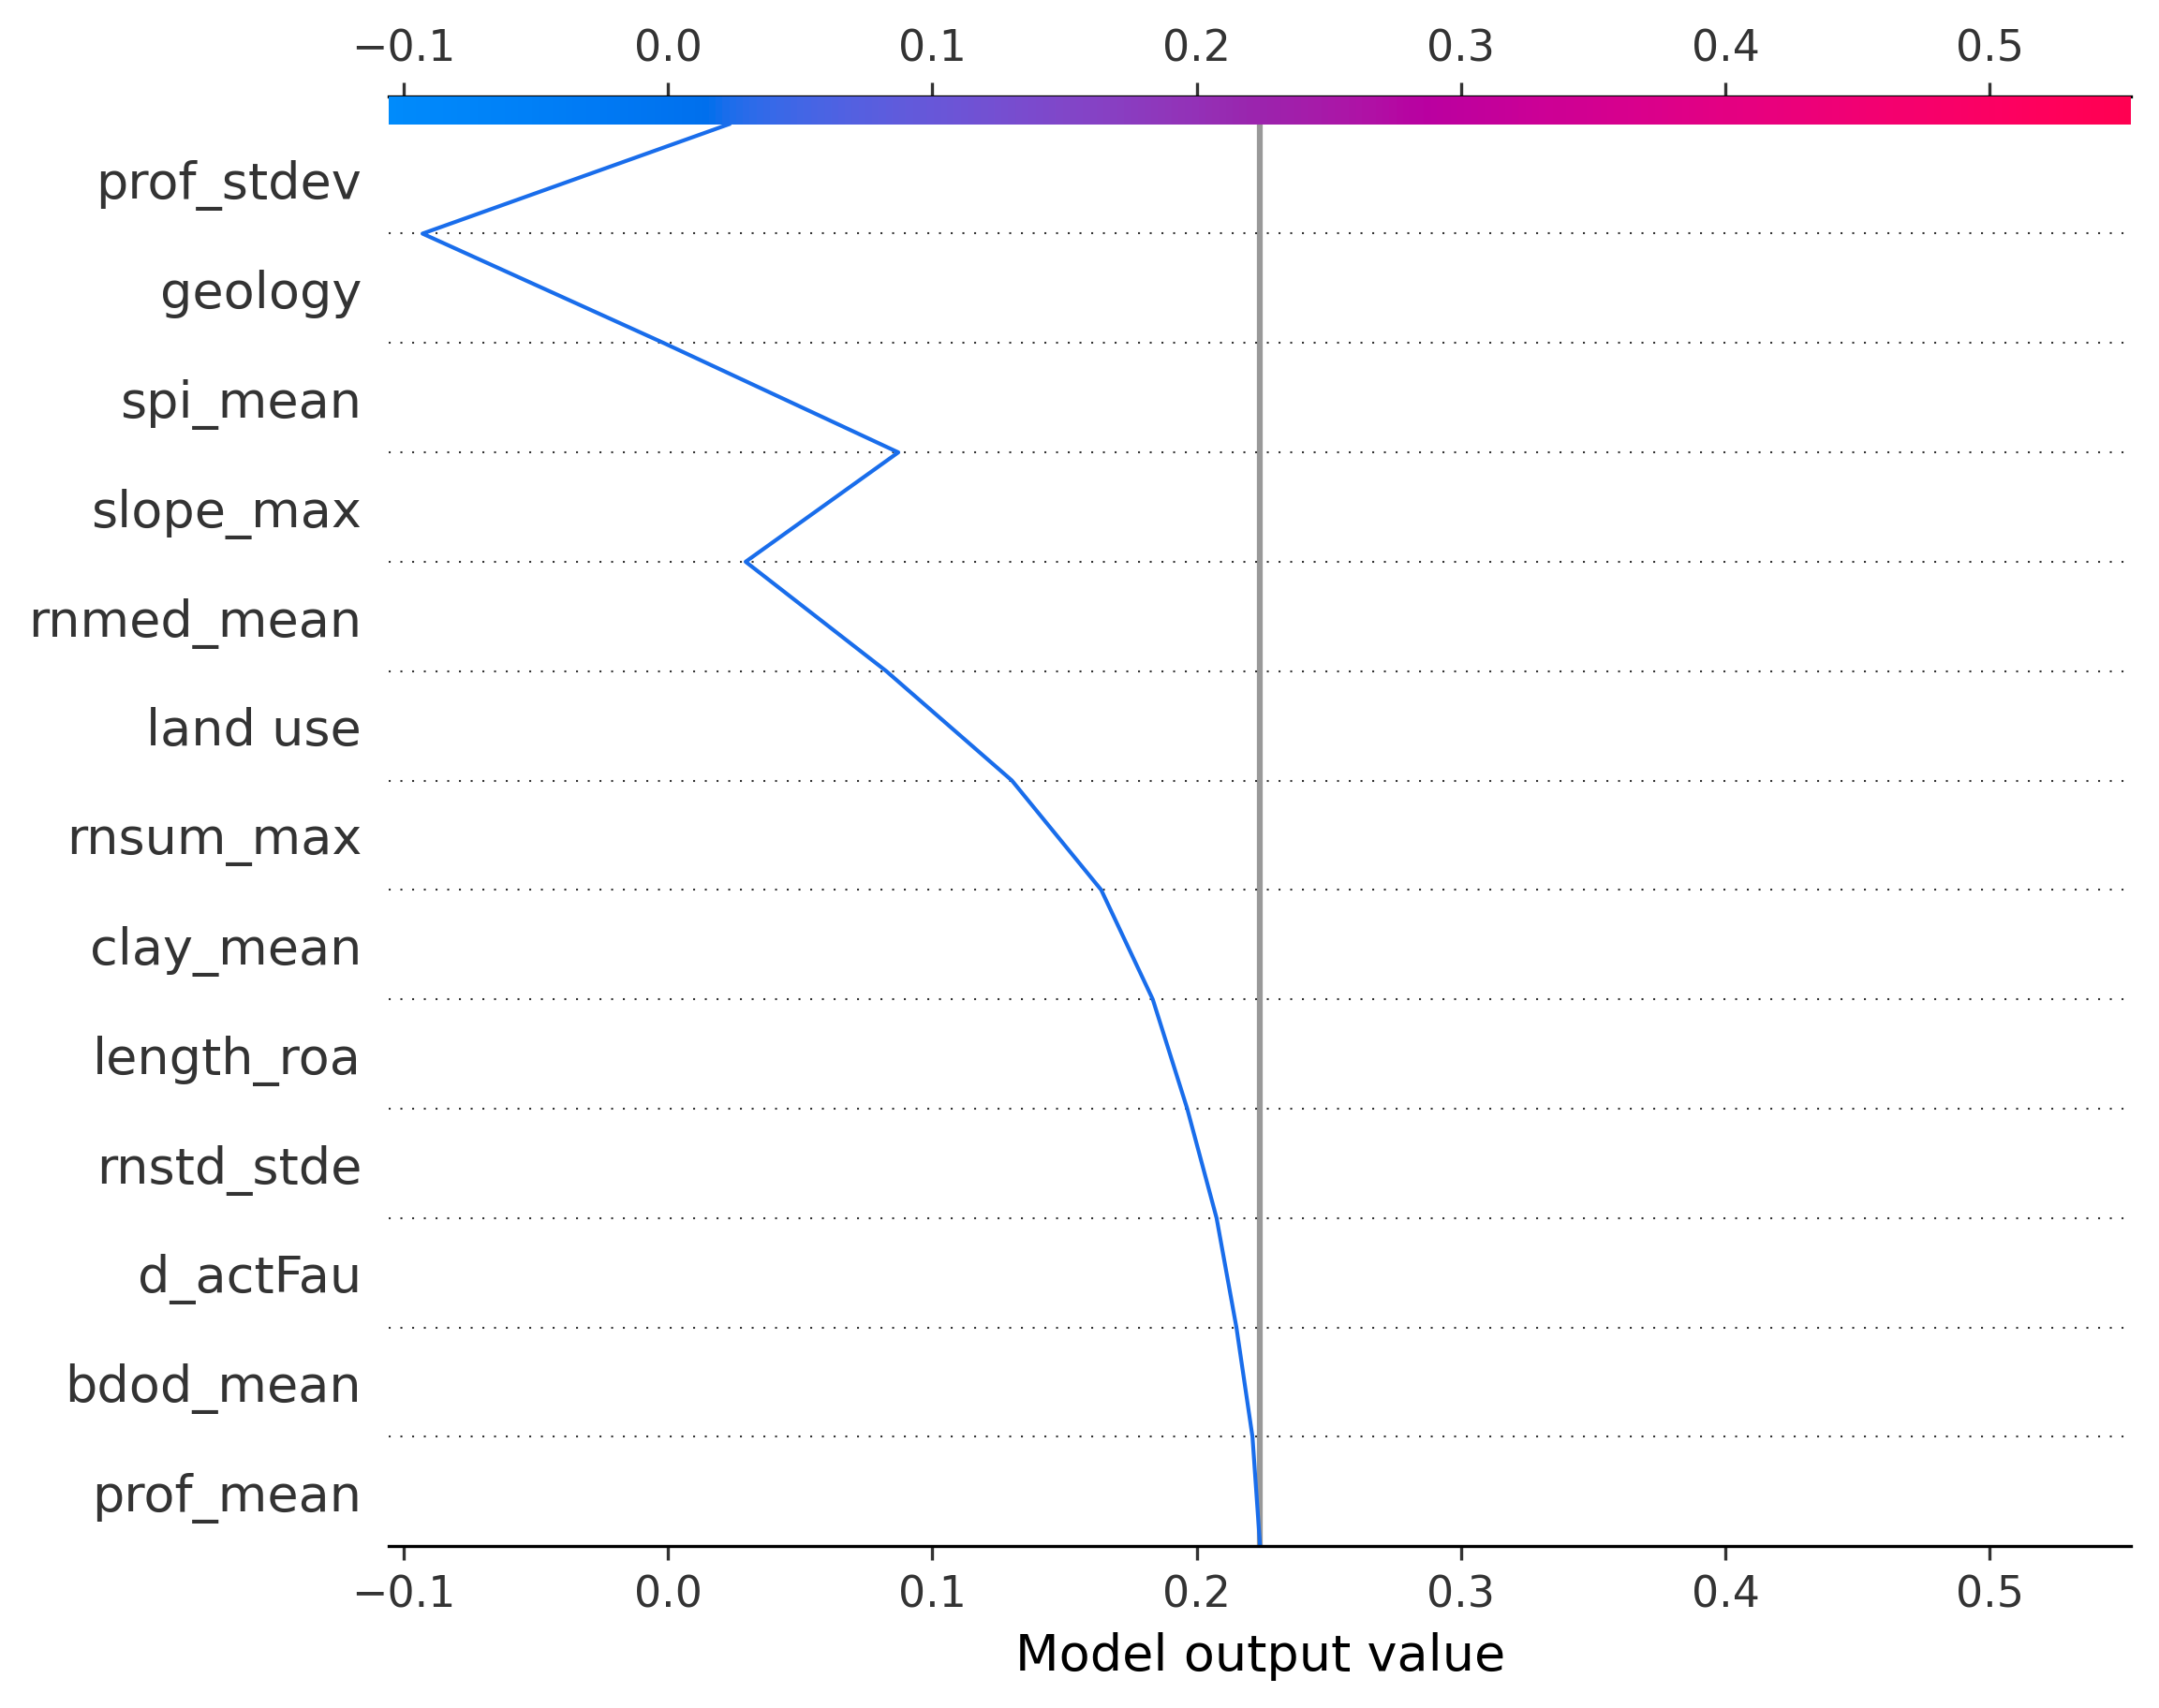 −0.1 0.0 0.1 0.2 0.3 0.4 0.5
prof_stdev
geology
spi_mean
slope_max
rnmed_mean
land use
rnsum_max
clay_mean
length_roa
rnstd_stde
d_actFau
bdod_mean
prof_mean
−0.1 0.0 0.1 0.2 0.3 0.4 0.5
Model output value